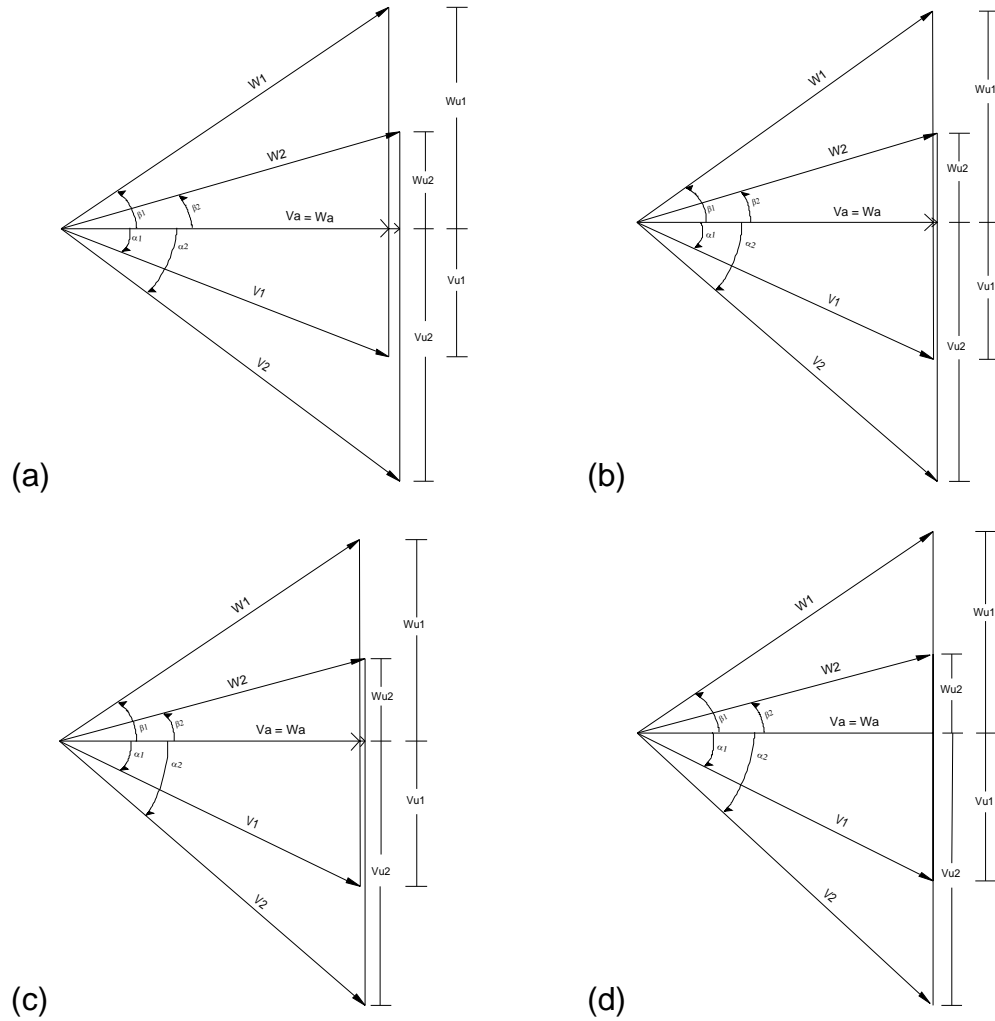 W1
Wu1
W2
Wu2
β1
β2
Va = Wa
α1
α2
Vu1
V1
Vu2
V2
(a)
W1
Wu1
W2
Wu2
β1
β2
Va = Wa
α1
α2
Vu1
V1
Vu2
V2
(b)
W1
Wu1
W2
Wu2
β1
β2
Va = Wa
α1
α2
Vu1
V1
Vu2
V2
(c)
W1
Wu1
W2
Wu2
β1
β2
Va = Wa
α1
α2
Vu1
V1
Vu2
V2
(d)